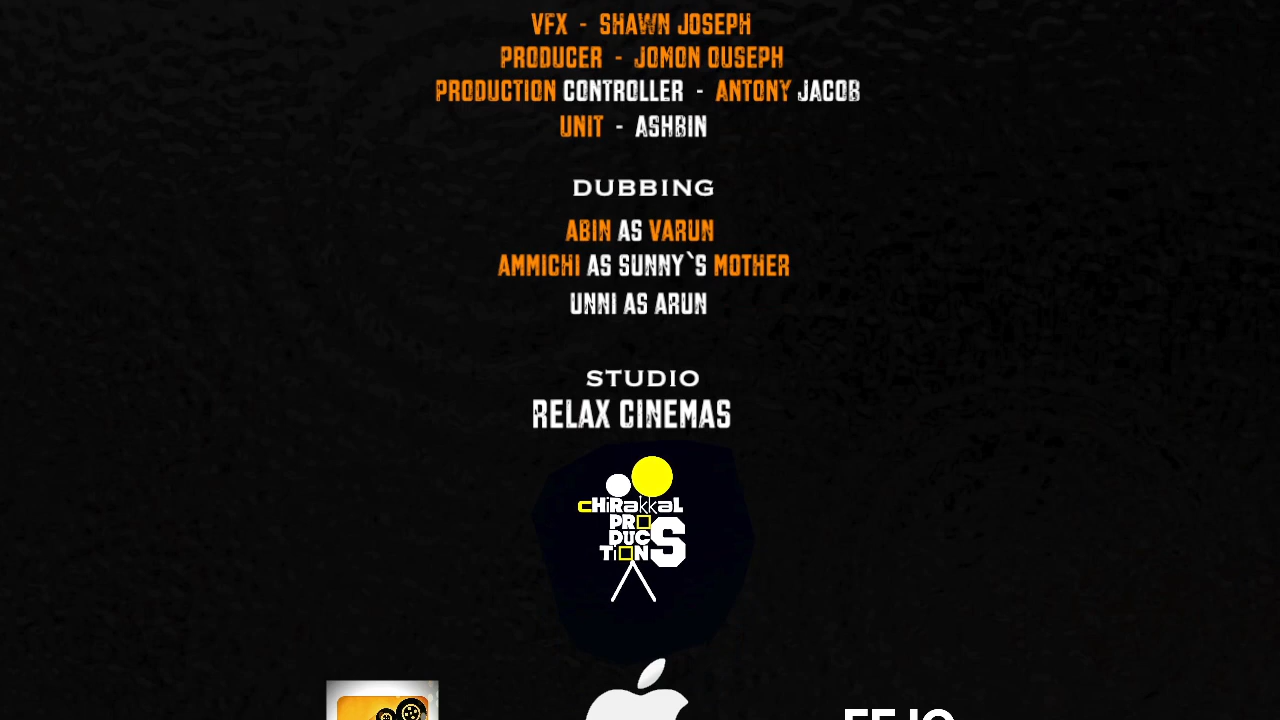 VFX - SHAWN JOSEPH
PRODUCER - JOMON OUSEPH
PRODUCTION CONTROLLER - ANTONY JACOB
UNIT - ASHBIN
DUBBING
ABIN AS VARUN
AMMICHI AS SUNNY`S MOTHER
UNNI AS ARUN
STUDIO
RELAX CINEMAS
CHiRakkaL
PRO
DUC
TiONS